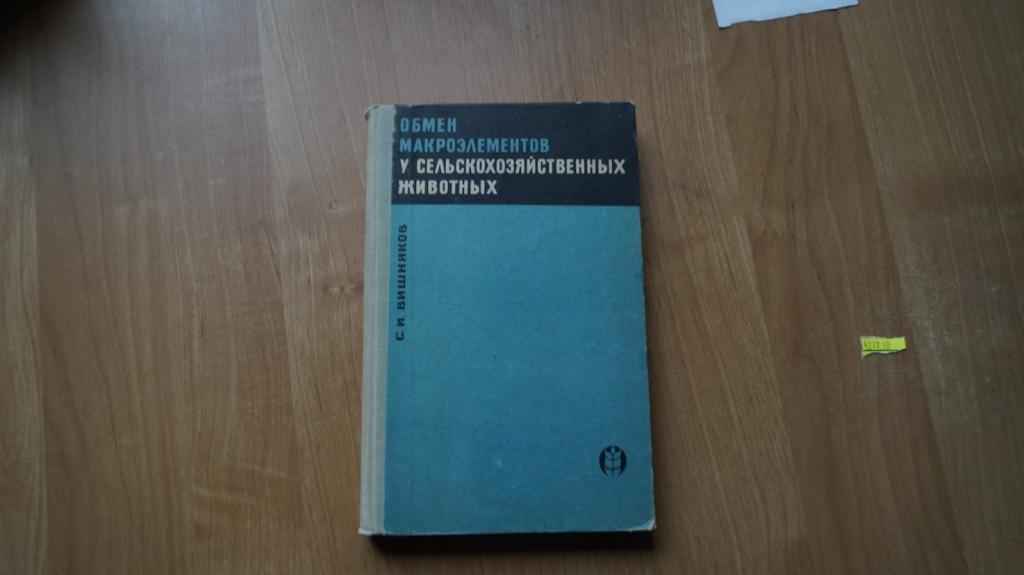 ОБМЕН
МАКРОЭЛЕМЕНТОВ
У СЕЛЬСКОХОЗЯЙСТВЕННЫХ
ЖИВОТНЫХ
С. И. ВИШНЯКОВ